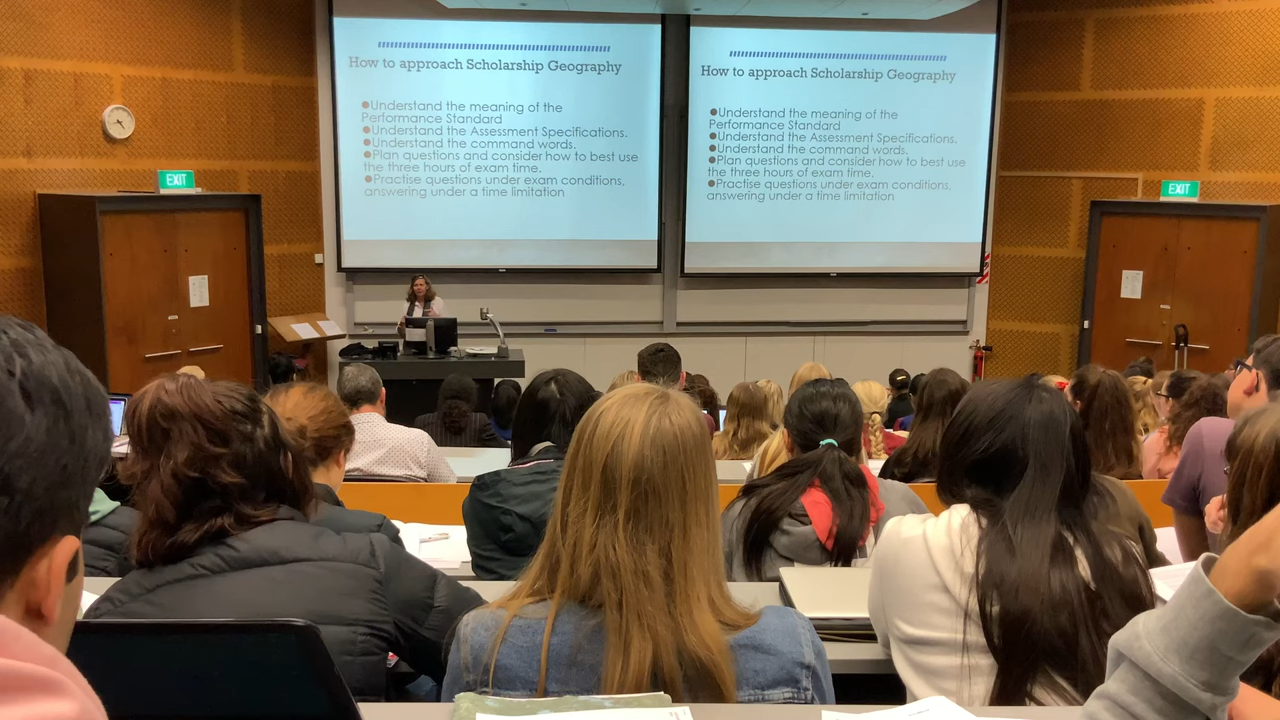 How to approach Scholarship Geography
●Understand the meaning of the
Performance Standard
●Understand the Assessment Specifications.
●Understand the command words.
●Plan questions and consider how to best use
the three hours of exam time.
●Practise questions under exam conditions,
answering under a time limitation
How to approach Scholarship Geography
●Understand the meaning of the
Performance Standard
●Understand the Assessment Specifications.
●Understand the command words.
●Plan questions and consider how to best use
the three hours of exam time.
●Practise questions under exam conditions,
answering under a time limitation
EXIT
EXIT